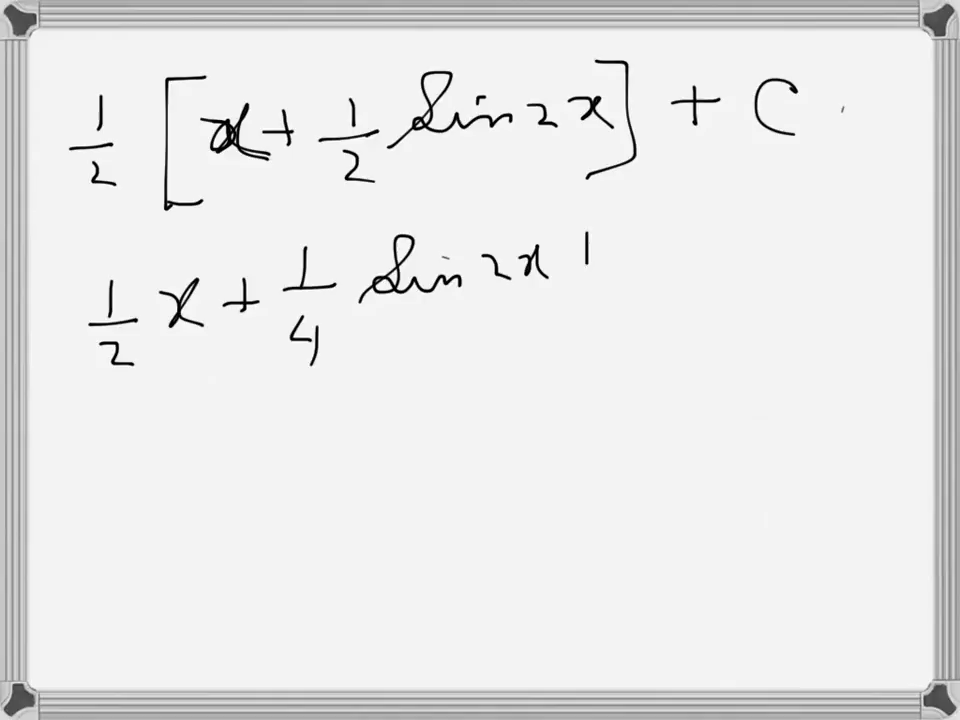 1/2 [x + 1/2 sin 2x] + C
1/2 x + 1/4 sin 2x |